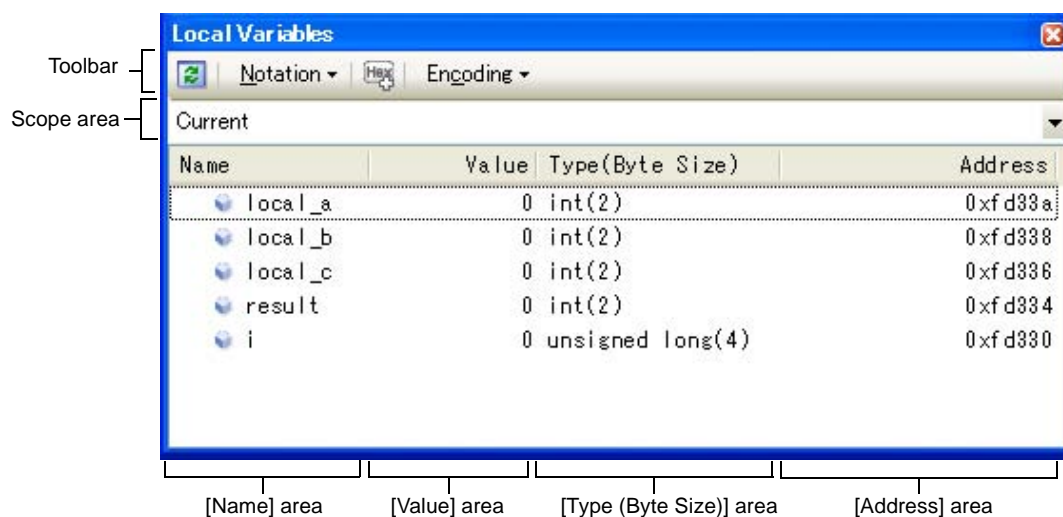 Local Variables
Toolbar
Notation
Hex
Encoding
Scope area
Current
Name Value Type(Byte Size) Address
local_a 0 int(2) 0xfd33a
local_b 0 int(2) 0xfd338
local_c 0 int(2) 0xfd336
result 0 int(2) 0xfd334
i 0 unsigned long(4) 0xfd330
[Name] area [Value] area [Type (Byte Size)] area [Address] area